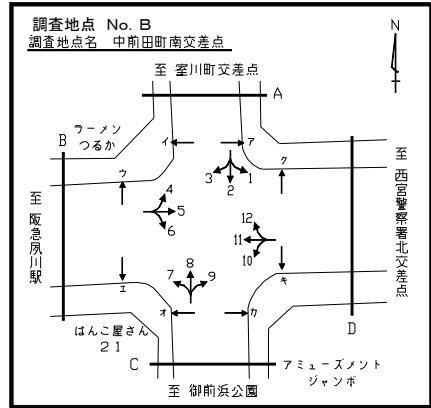 調査地点 No. B
調査地点名 中前田町南交差点
N
至 室川町交差点
A
B
ラーメン
つるか
イ
ア
ウ
ク
3
2
1
4
5
6
12
11
10
7
8
9
至 阪急夙川駅
至 西宮警察署北交差点
エ
オ
カ
キ
はんこ屋さん
21
C
D
アミューズメント
ジャンボ
至 御前浜公園